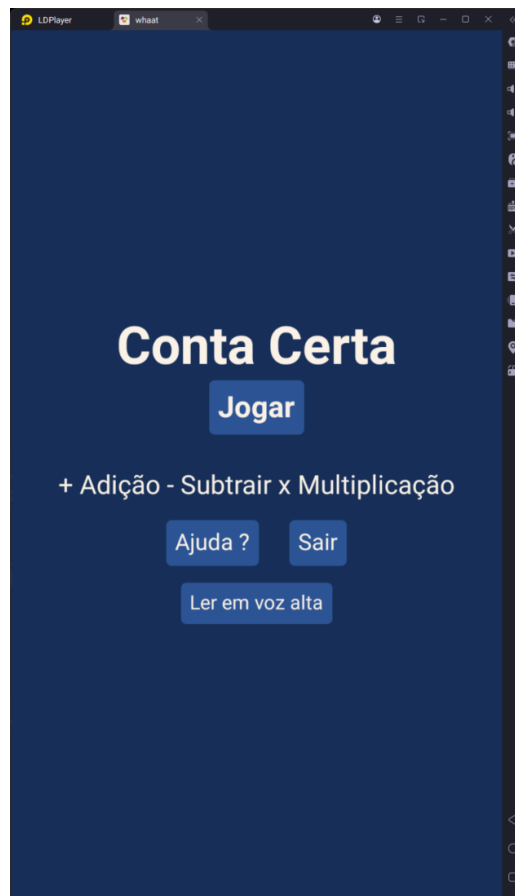 LDPlayer whaat
Conta Certa
Jogar
+ Adição - Subtrair x Multiplicação
Ajuda ? Sair
Ler em voz alta